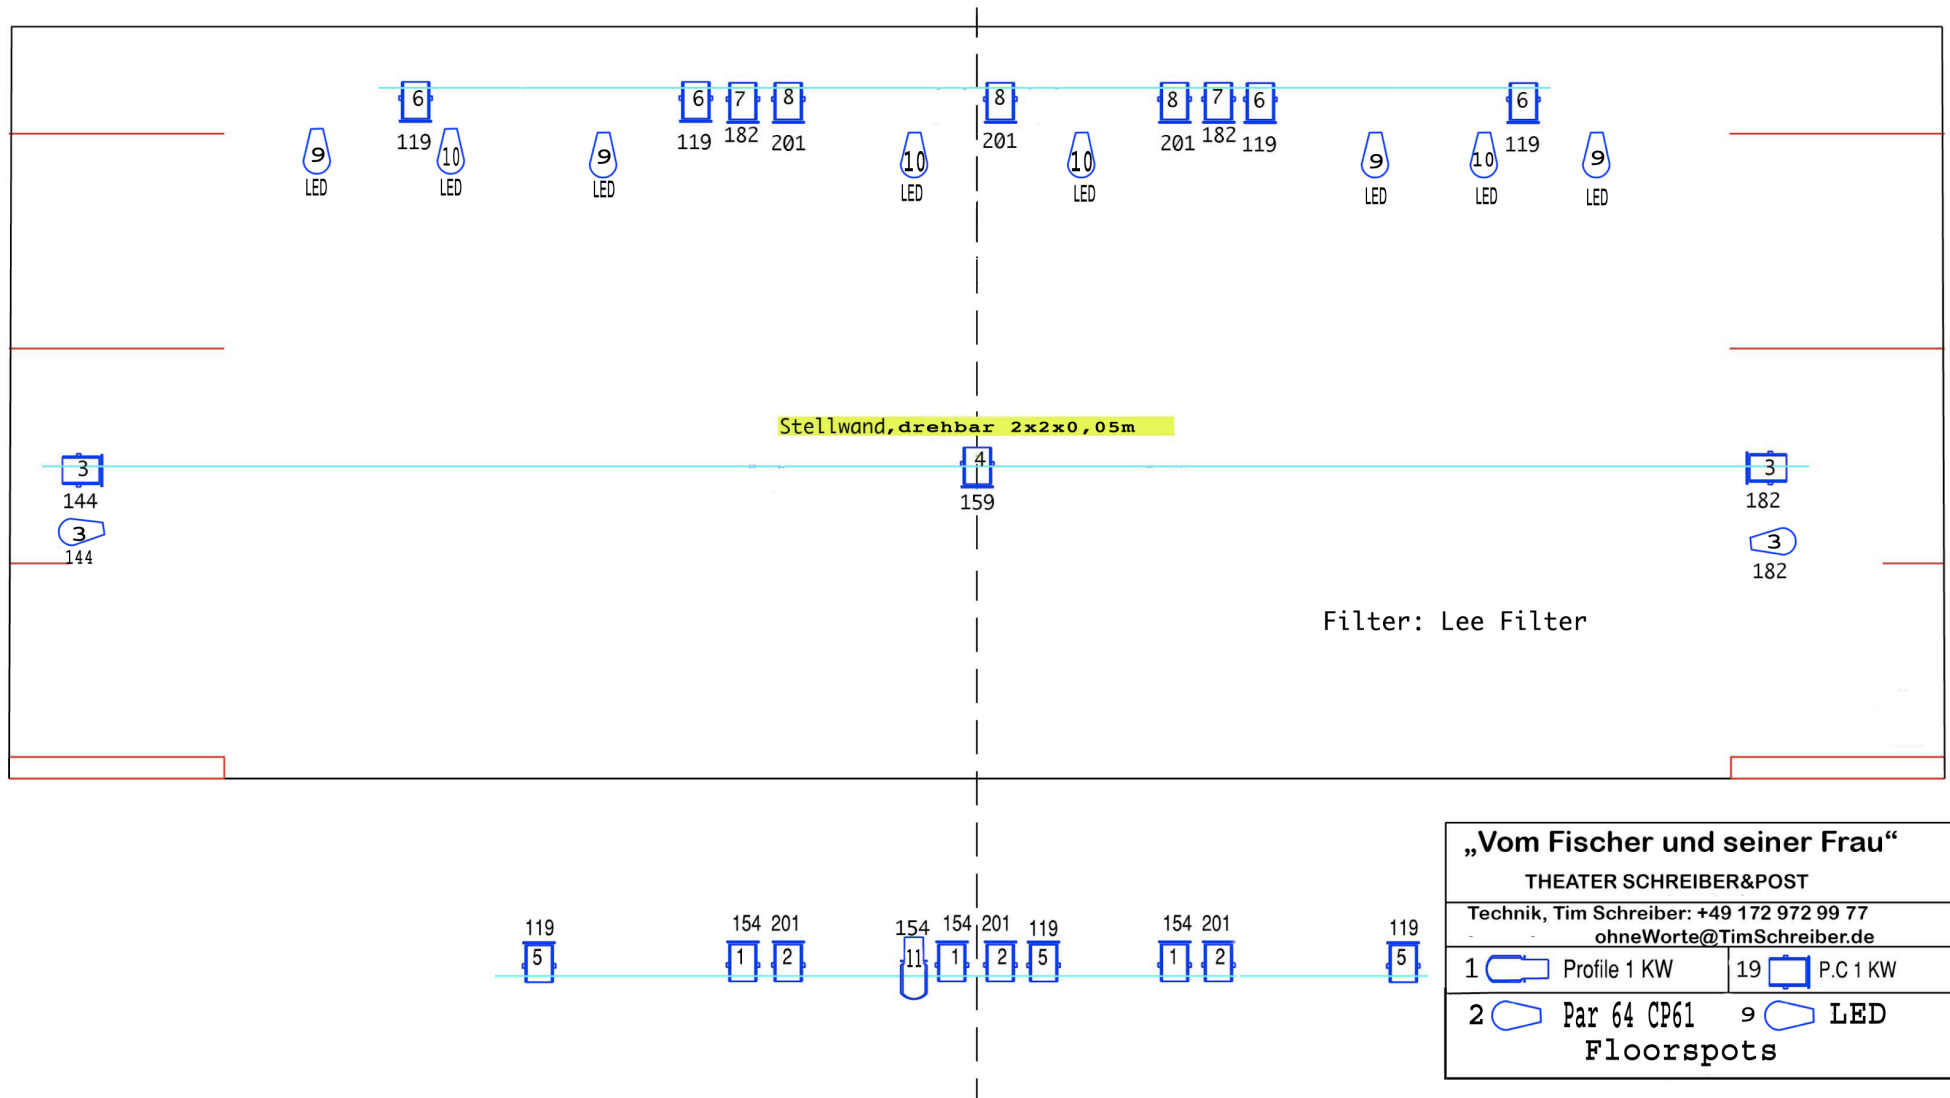 6 6 7 8 8 8 7 6 6
119 119 182 201 201 201 182 119 119
9 10 9 10 10 9 10 9
LED LED LED LED LED LED LED LED
Stellwand,drehbar 2x2x0,05m
3 4 3
144 159 182
3 3
144 182
Filter: Lee Filter
119 154 201 154 154 201 119 154 201 119
5 1 2 11 1 2 5 1 2 5
„Vom Fischer und seiner Frau“
THEATER SCHREIBER&POST
Technik, Tim Schreiber: +49 172 972 99 77
ohneWorte@TimSchreiber.de
1 Profile 1 KW 19 P.C 1 KW
2 Par 64 CP61 9 LED
Floorspots